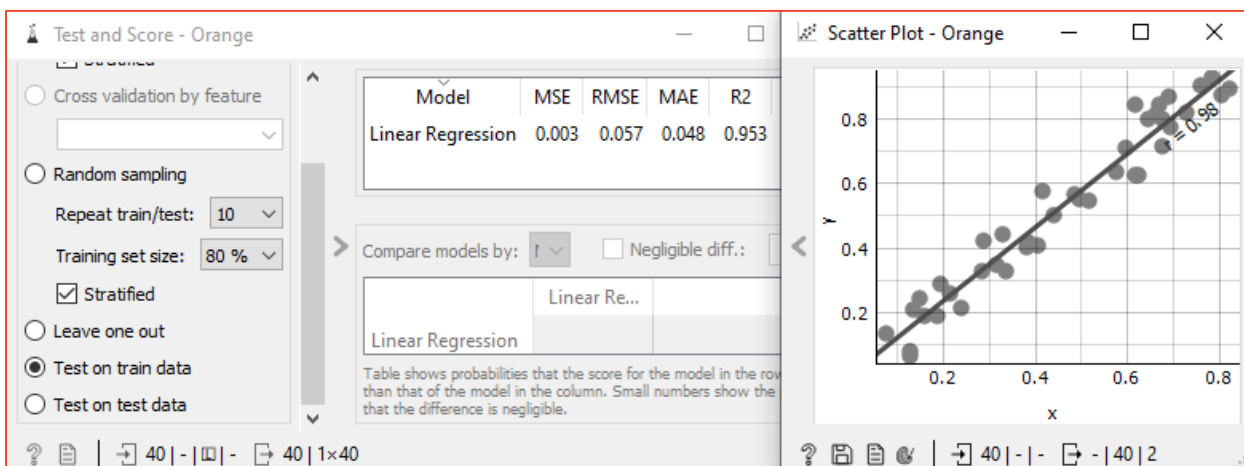 Test and Score - Orange
Stratified
Cross validation by feature
Random sampling
Repeat train/test: 10
Training set size: 80 %
Stratified
Leave one out
Test on train data
Test on test data
? 40 | - | - 40 | 1×40
Model MSE RMSE MAE R2
Linear Regression 0.003 0.057 0.048 0.953
Compare models by: Negligible diff.:
Linear Re...
Linear Regression
Table shows probabilities that the score for the model in the row
than that of the model in the column. Small numbers show the
that the difference is negligible.
Scatter Plot - Orange
r = 0.98
0.8
0.6
0.4
0.2
Y
0.2 0.4 0.6 0.8
x
? 40 | - | - - | 40 | 2